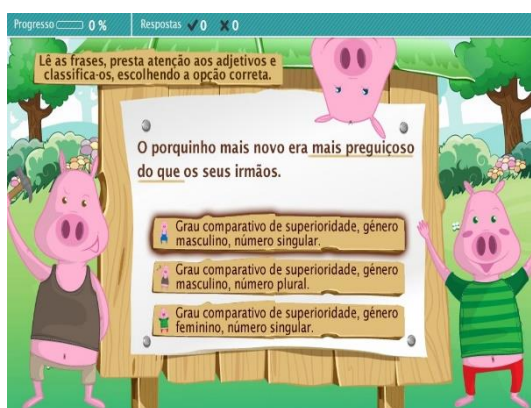 Progresso 0 % Respostas 0 0
Lê as frases, presta atenção aos adjetivos e
classifica-os, escolhendo a opção correta.
O porquinho mais novo era mais preguiçoso
do que os seus irmãos.
Grau comparativo de superioridade, género
masculino, número singular.
Grau comparativo de superioridade, género
masculino, número plural.
Grau comparativo de superioridade, género
feminino, número singular.